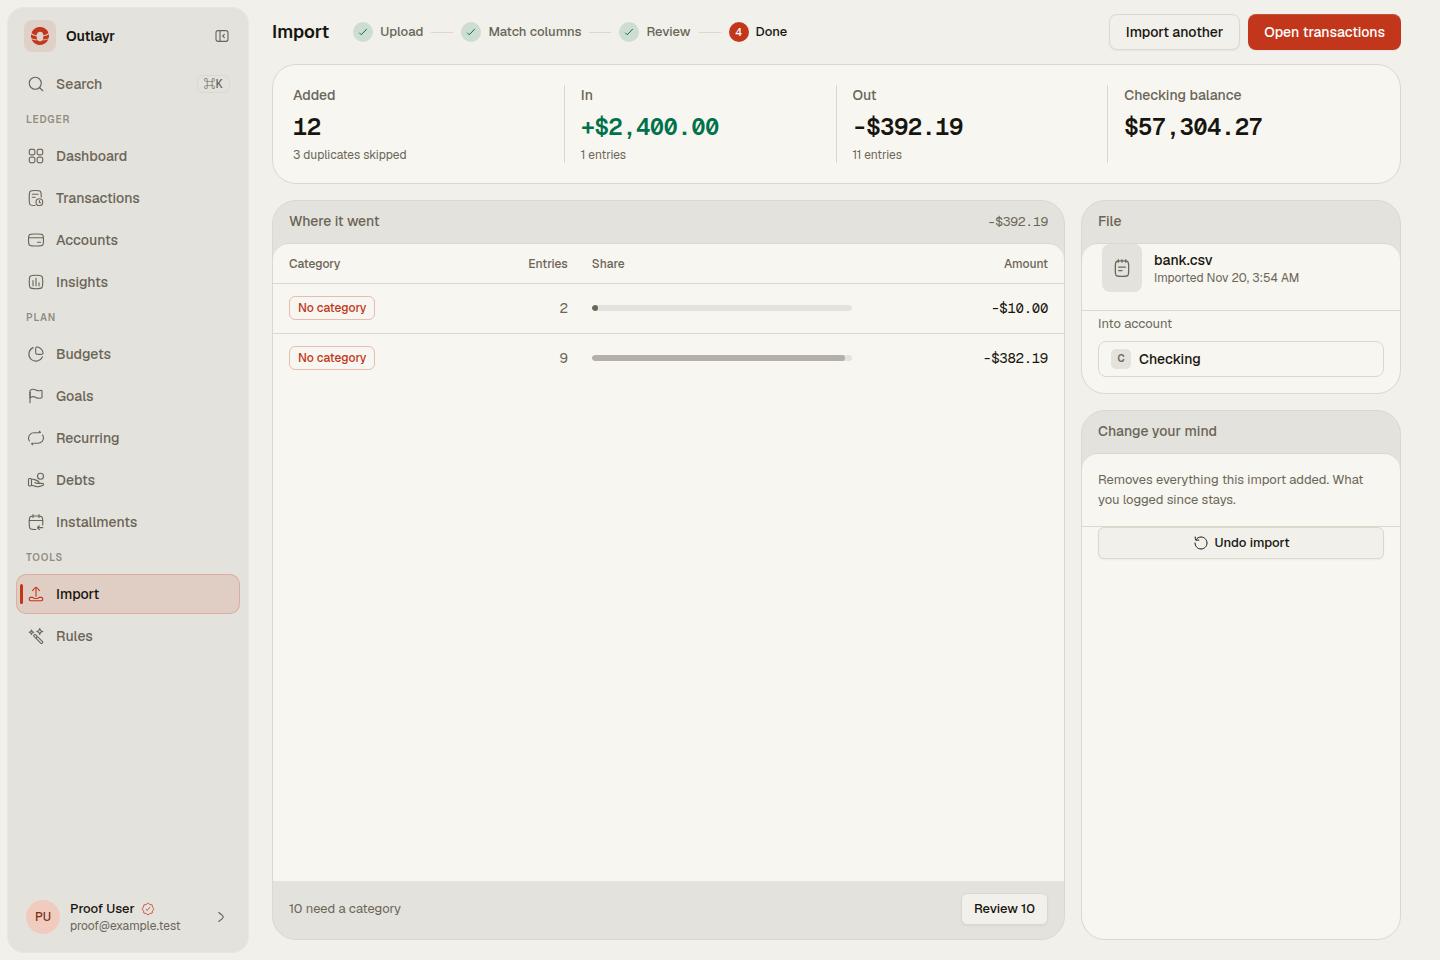 Outlayr
Search ⌘K
LEDGER
Dashboard
Transactions
Accounts
Insights
PLAN
Budgets
Goals
Recurring
Debts
Installments
TOOLS
Import
Rules
PU
Proof User
proof@example.test
Import Upload Match columns Review 4 Done
Import another Open transactions
Added
12
3 duplicates skipped
In
+$2,400.00
1 entries
Out
-$392.19
11 entries
Checking balance
$57,304.27
Where it went -$392.19
Category Entries Share Amount
No category 2 -$10.00
No category 9 -$382.19
10 need a category Review 10
File
bank.csv
Imported Nov 20, 3:54 AM
Into account
C Checking
Change your mind
Removes everything this import added. What
you logged since stays.
Undo import